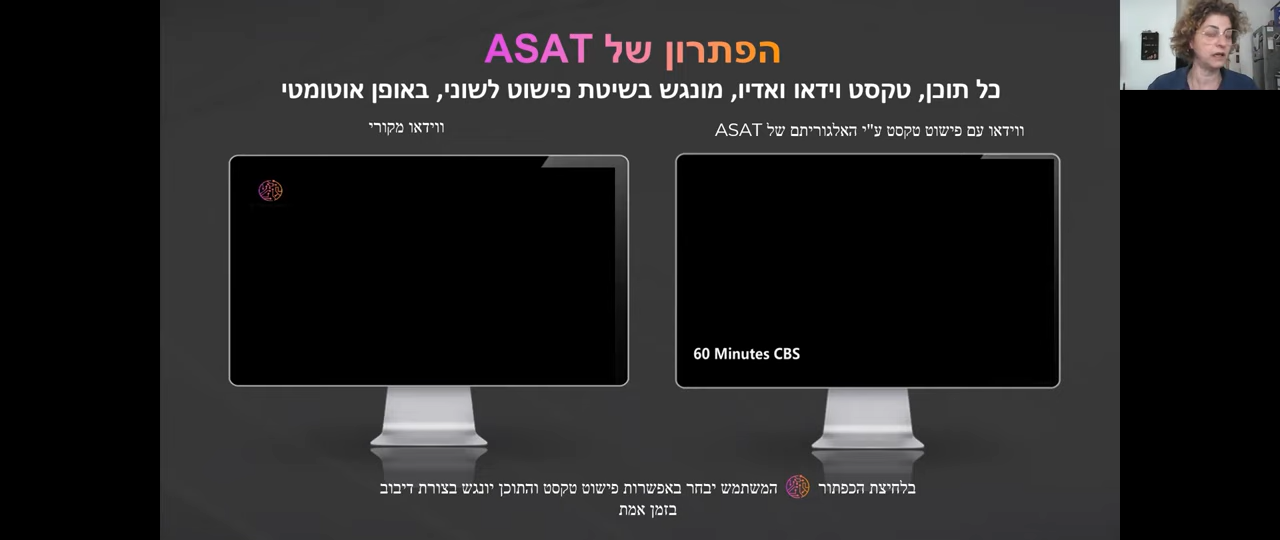 הפתרון של ASAT
כל תוכן, טקסט וידאו ואדיו, מונגש בשיטת פישוט לשוני, באופן אוטומטי
ווידאו עם פישוט טקסט ע"י האלגוריתם של ASAT
ווידאו מקורי
60 Minutes CBS
בלחיצת הכפתור המשתמש יבחר באפשרות פישוט טקסט והתוכן יונגש בצורת דיבוב
בזמן אמת